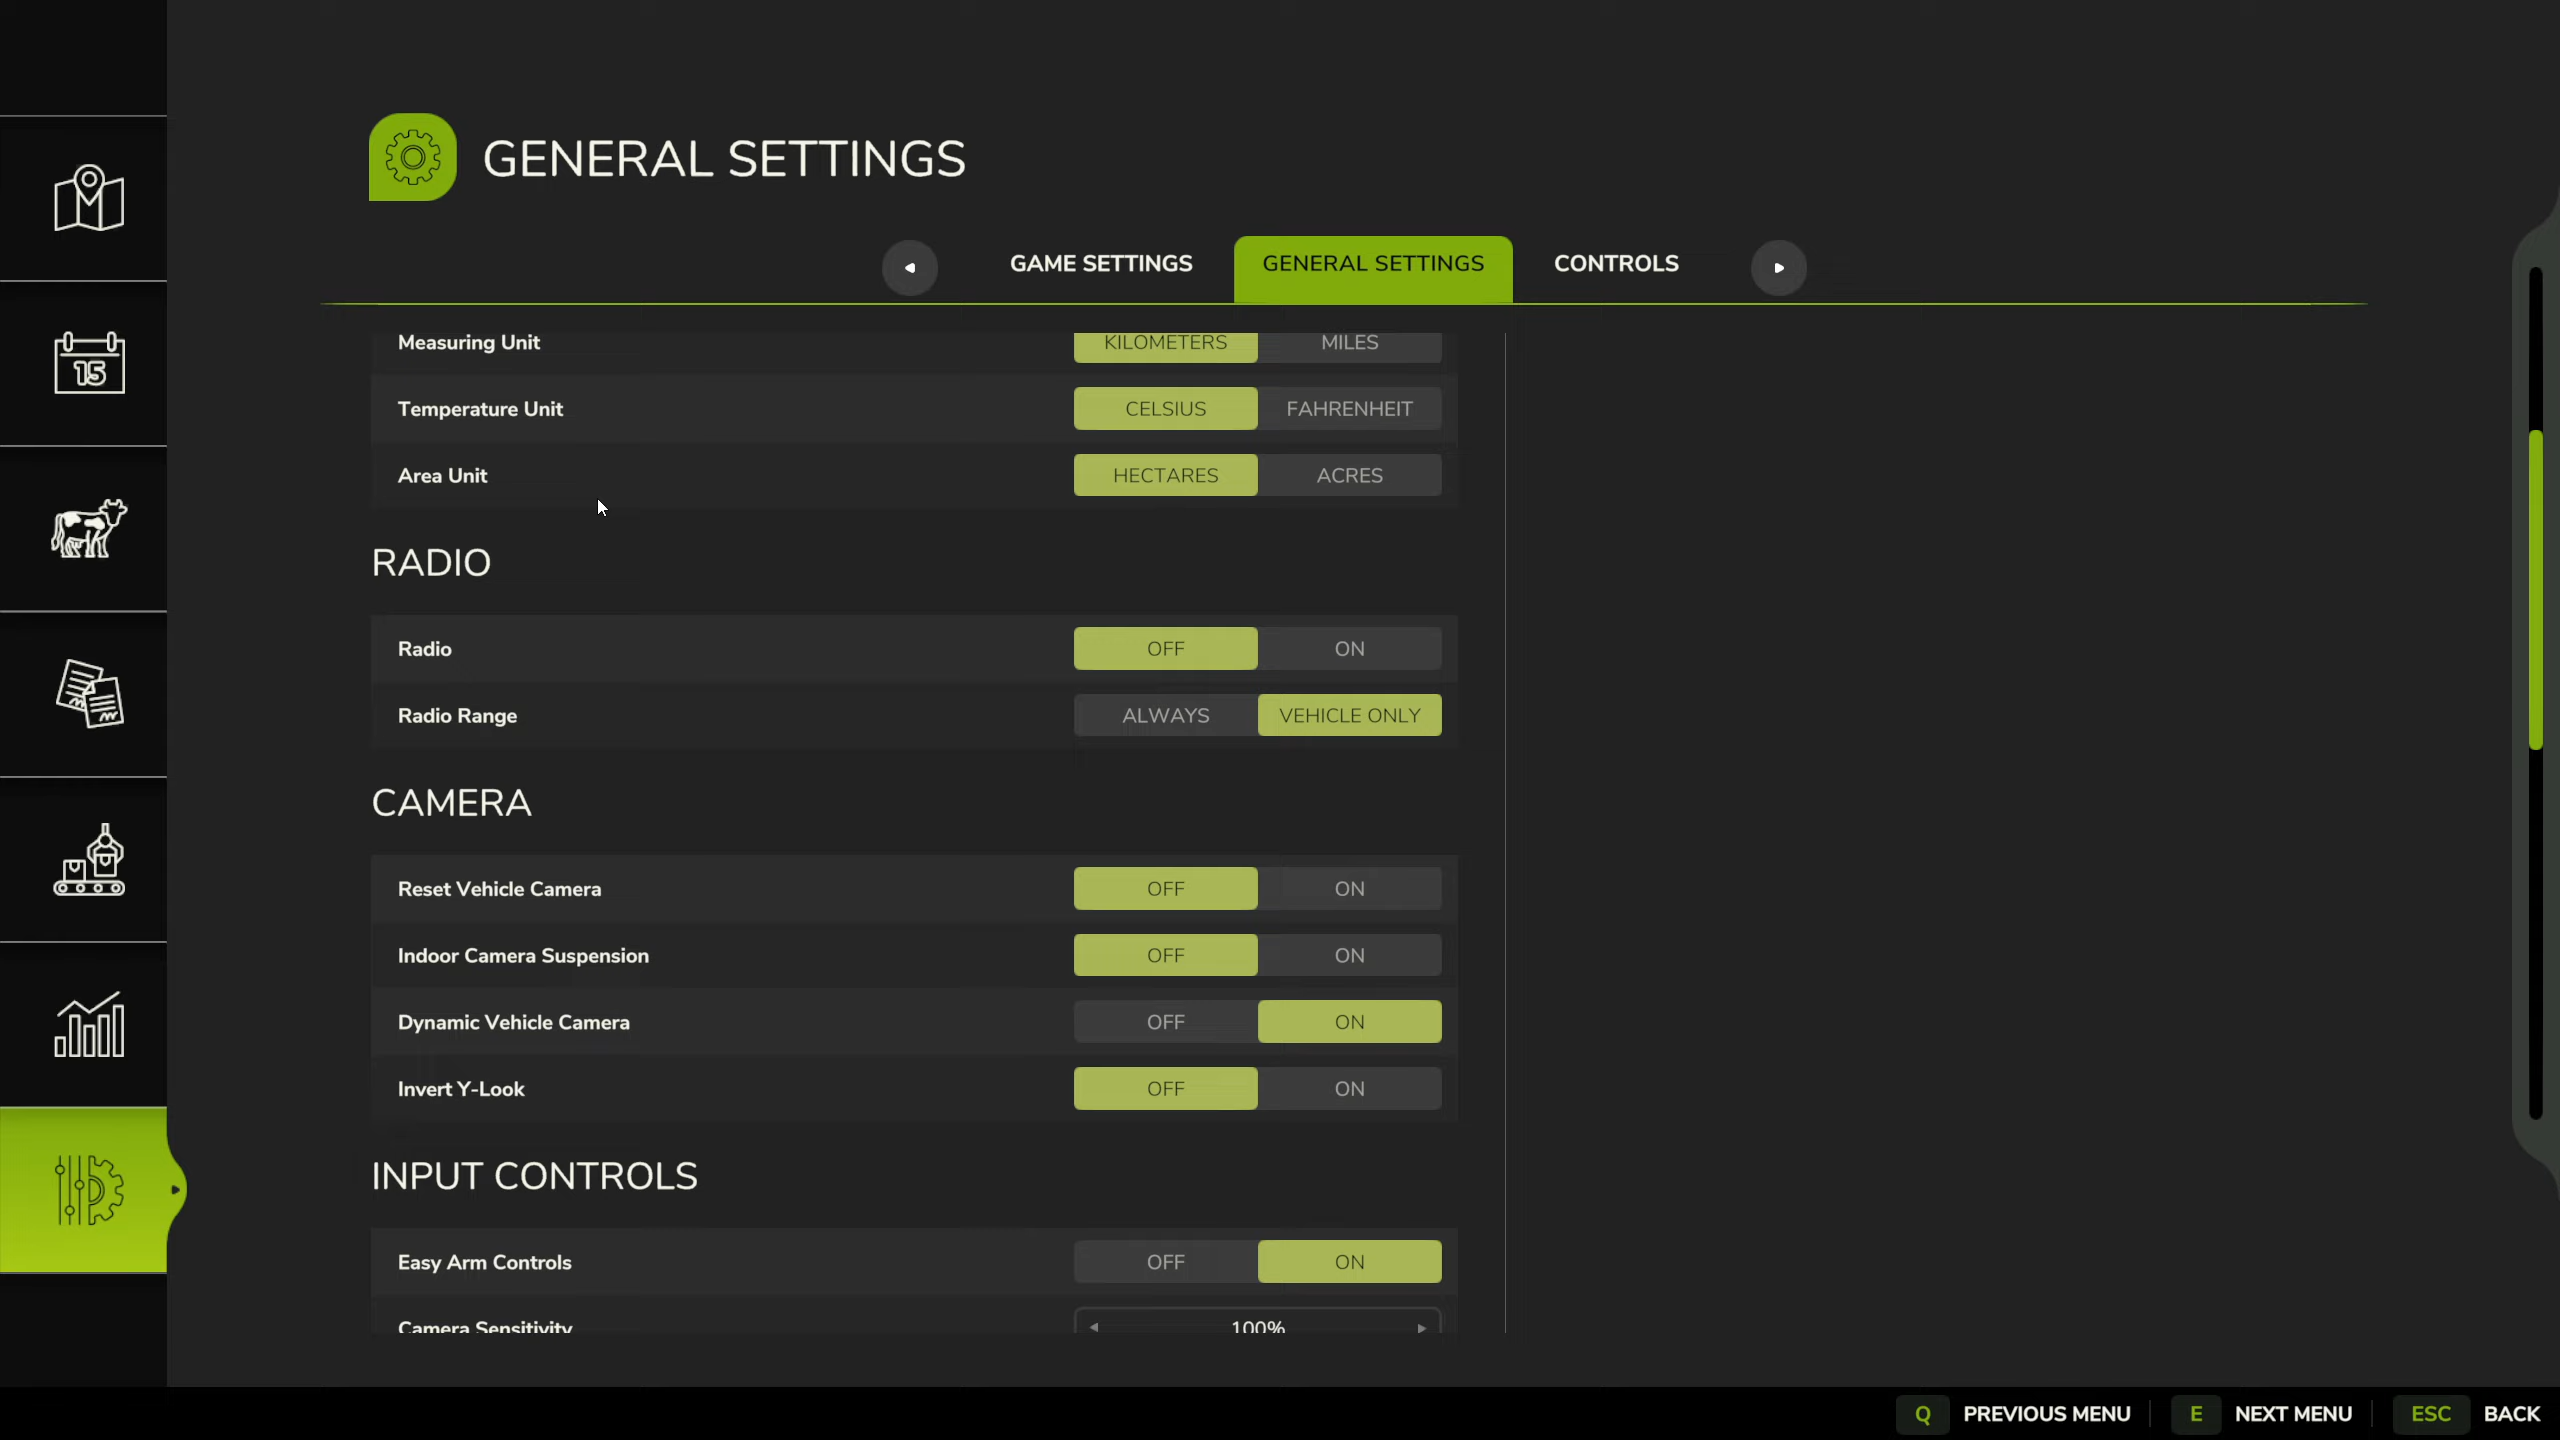 GENERAL SETTINGS
GAME SETTINGS GENERAL SETTINGS CONTROLS
15
Measuring Unit KILOMETERS MILES
Temperature Unit CELSIUS FAHRENHEIT
Area Unit HECTARES ACRES
RADIO
Radio OFF ON
Radio Range ALWAYS VEHICLE ONLY
CAMERA
Reset Vehicle Camera OFF ON
Indoor Camera Suspension OFF ON
Dynamic Vehicle Camera OFF ON
Invert Y-Look OFF ON
INPUT CONTROLS
Easy Arm Controls OFF ON
Camera Sensitivity 100%
Q PREVIOUS MENU E NEXT MENU ESC BACK